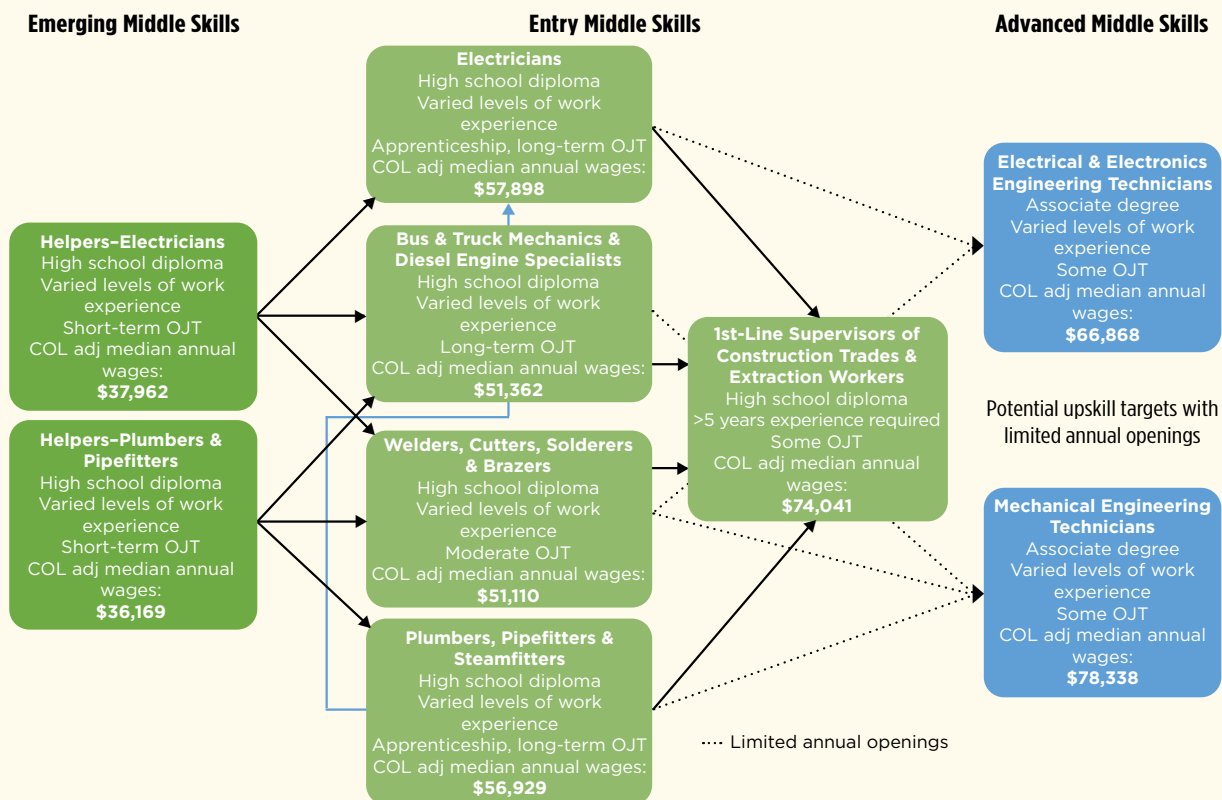 Emerging Middle Skills
Entry Middle Skills
Advanced Middle Skills
Helpers–Electricians
High school diploma
Varied levels of work
experience
Short-term OJT
COL adj median annual
wages:
$37,962
Helpers–Plumbers &
Pipefitters
High school diploma
Varied levels of work
experience
Short-term OJT
COL adj median annual
wages:
$36,169
Electricians
High school diploma
Varied levels of work
experience
Apprenticeship, long-term OJT
COL adj median annual wages:
$57,898
Bus & Truck Mechanics &
Diesel Engine Specialists
High school diploma
Varied levels of work
experience
Long-term OJT
COL adj median annual wages:
$51,362
Welders, Cutters, Solderers
& Brazers
High school diploma
Varied levels of work
experience
Moderate OJT
COL adj median annual wages:
$51,110
Plumbers, Pipefitters &
Steamfitters
High school diploma
Varied levels of work
experience
Apprenticeship, long-term OJT
COL adj median annual wages:
$56,929
1st-Line Supervisors of
Construction Trades &
Extraction Workers
High school diploma
>5 years experience required
Some OJT
COL adj median annual
wages:
$74,041
Electrical & Electronics
Engineering Technicians
Associate degree
Varied levels of work
experience
Some OJT
COL adj median annual
wages:
$66,868
Potential upskill targets with
limited annual openings
Mechanical Engineering
Technicians
Associate degree
Varied levels of work
experience
Some OJT
COL adj median annual
wages:
$78,338
Limited annual openings